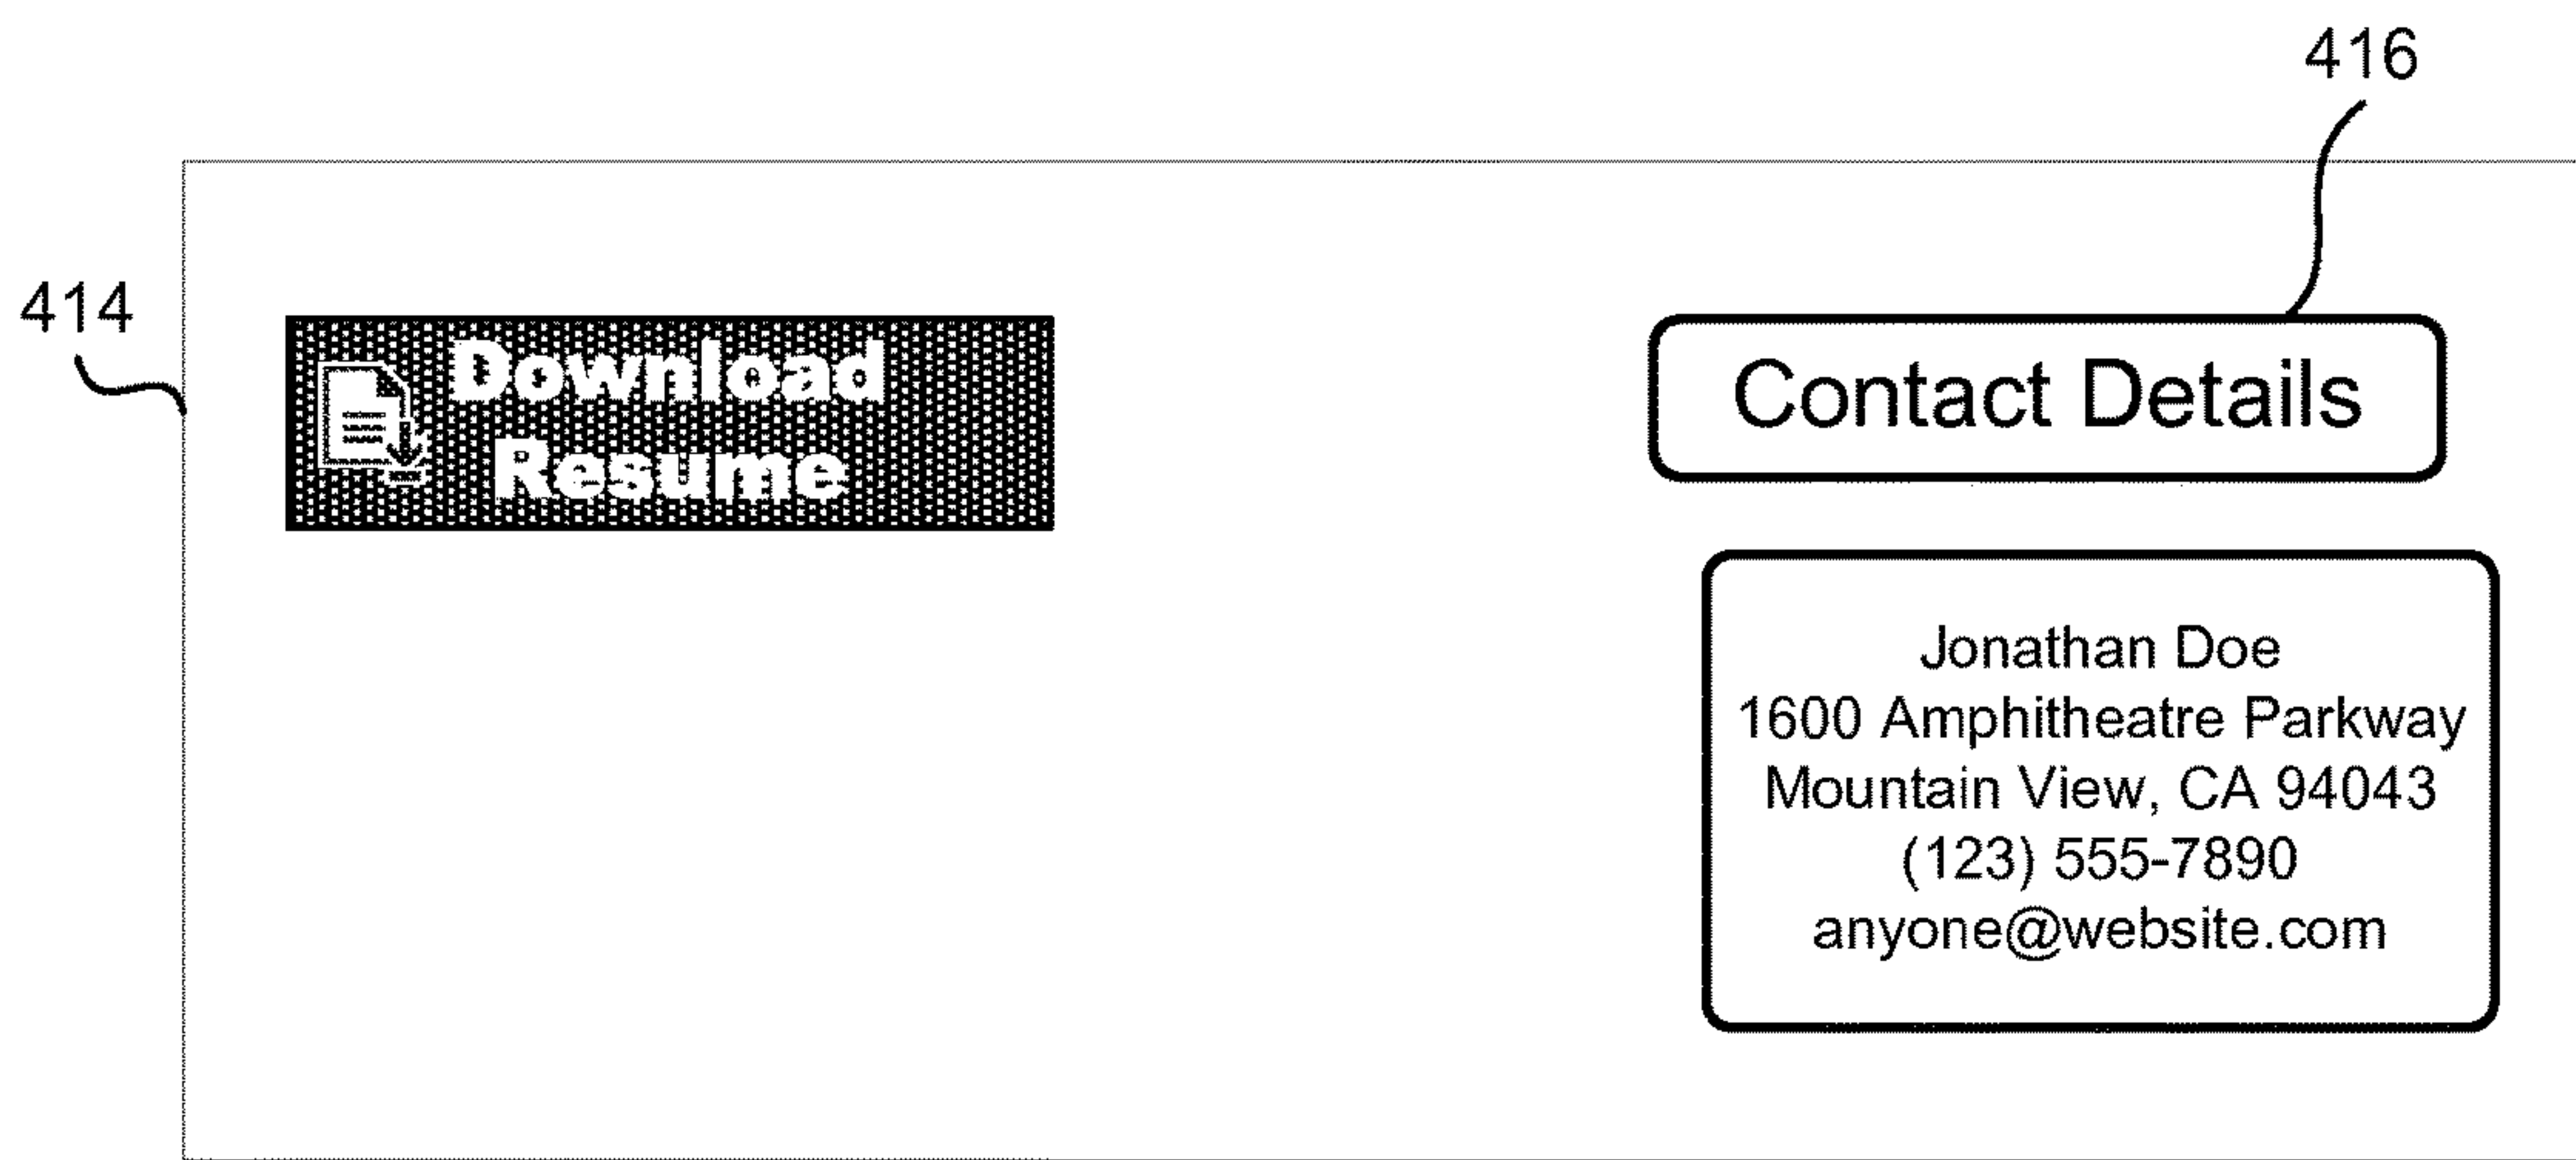 416
414
Download
Resume
Contact Details
Jonathan Doe
1600 Amphitheatre Parkway
Mountain View, CA 94043
(123) 555-7890
anyone@website.com